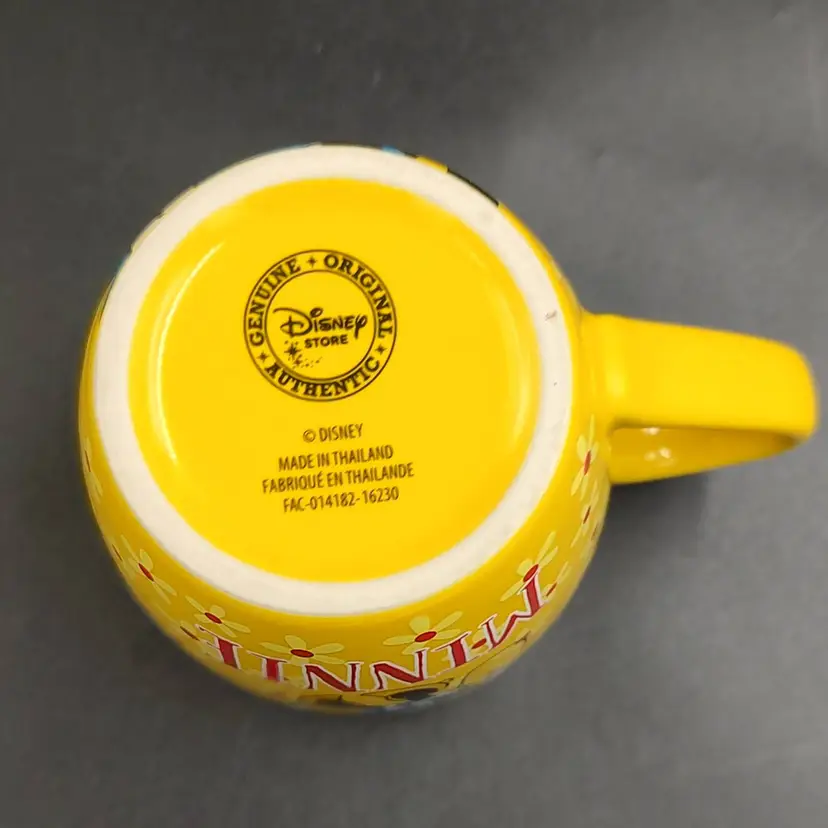 GENUINE ✦ ORIGINAL
✦ AUTHENTIC ✦
Disney
STORE
© DISNEY
MADE IN THAILAND
FABRIQUÉ EN THAILANDE
FAC-014182-16230
MINNIE